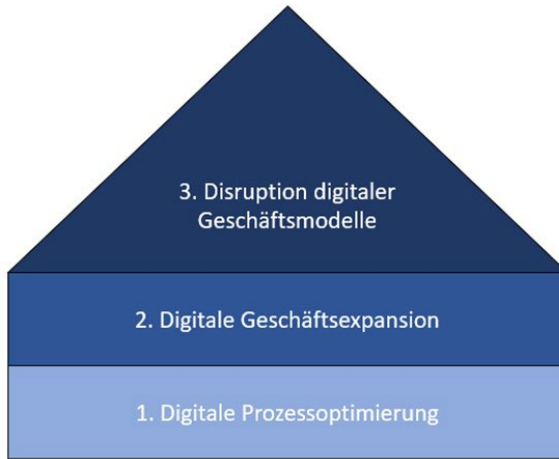 3. Disruption digitaler
Geschäftsmodelle
2. Digitale Geschäftsexpansion
1. Digitale Prozessoptimierung